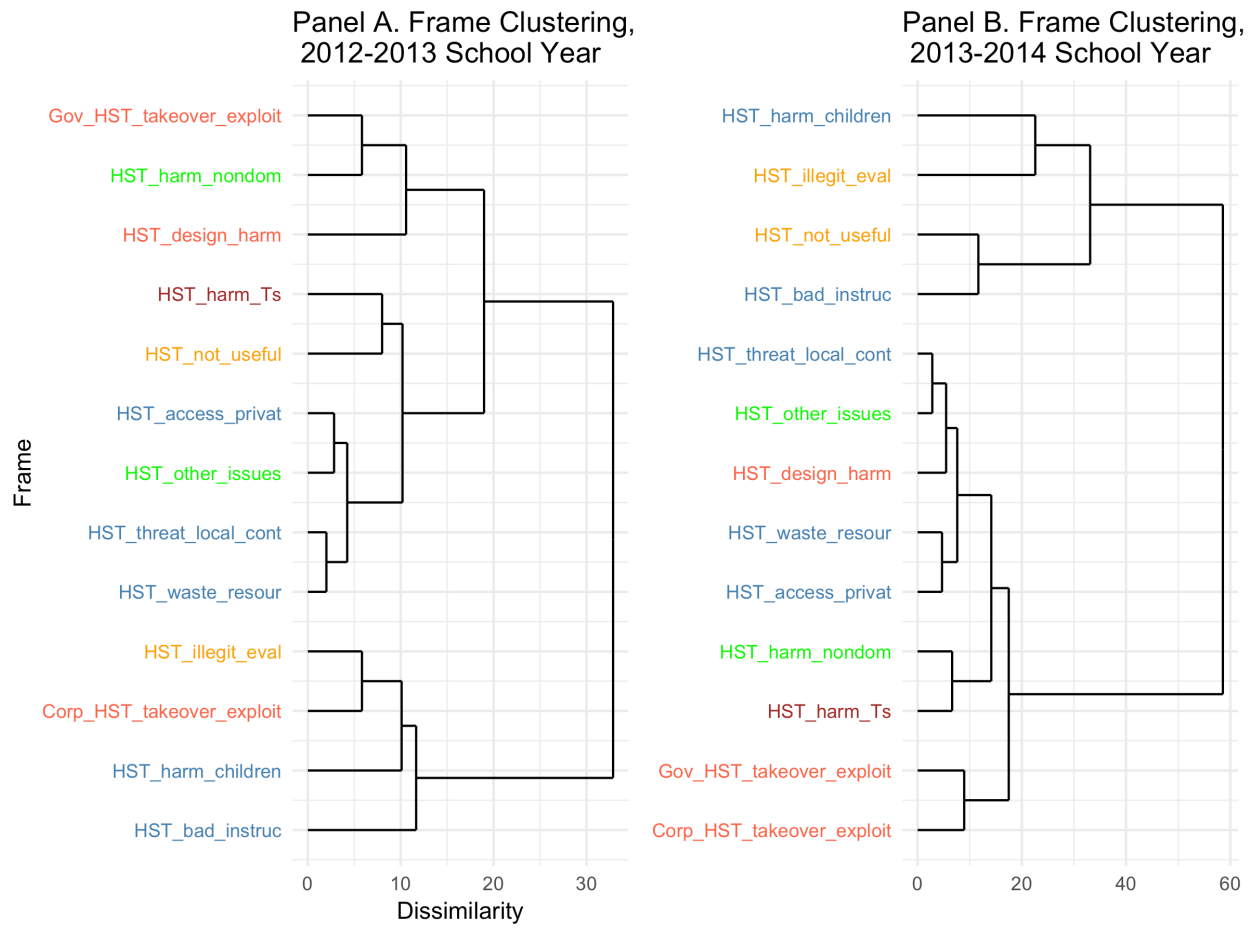 Panel A. Frame Clustering,
2012-2013 School Year
Gov_HST_takeover_exploit
HST_harm_nondom
HST_design_harm
HST_harm_Ts
HST_not_useful
HST_access_privat
HST_other_issues
HST_threat_local_cont
HST_waste_resour
HST_illegit_eval
Corp_HST_takeover_exploit
HST_harm_children
HST_bad_instruc
Frame
0 10 20 30
Dissimilarity
Panel B. Frame Clustering,
2013-2014 School Year
HST_harm_children
HST_illegit_eval
HST_not_useful
HST_bad_instruc
HST_threat_local_cont
HST_other_issues
HST_design_harm
HST_waste_resour
HST_access_privat
HST_harm_nondom
HST_harm_Ts
Gov_HST_takeover_exploit
Corp_HST_takeover_exploit
0 20 40 60